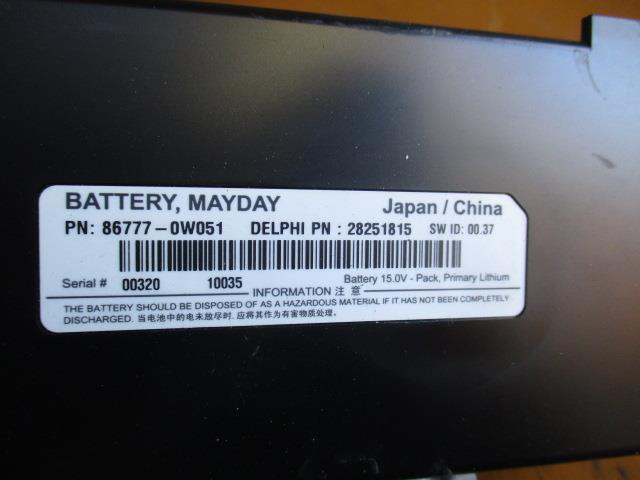 BATTERY, MAYDAY Japan / China
PN: 86777-0W051 DELPHI PN : 28251815 SW ID: 00.37
Serial # 00320 10035 Battery 15.0V - Pack, Primary Lithium
INFORMATION 注 意
THE BATTERY SHOULD BE DISPOSED OF AS A HAZARDOUS MATERIAL IF IT HAS NOT BEEN COMPLETELY
DISCHARGED. 当电池中的电未放尽时, 应将其作为有害物质处理.